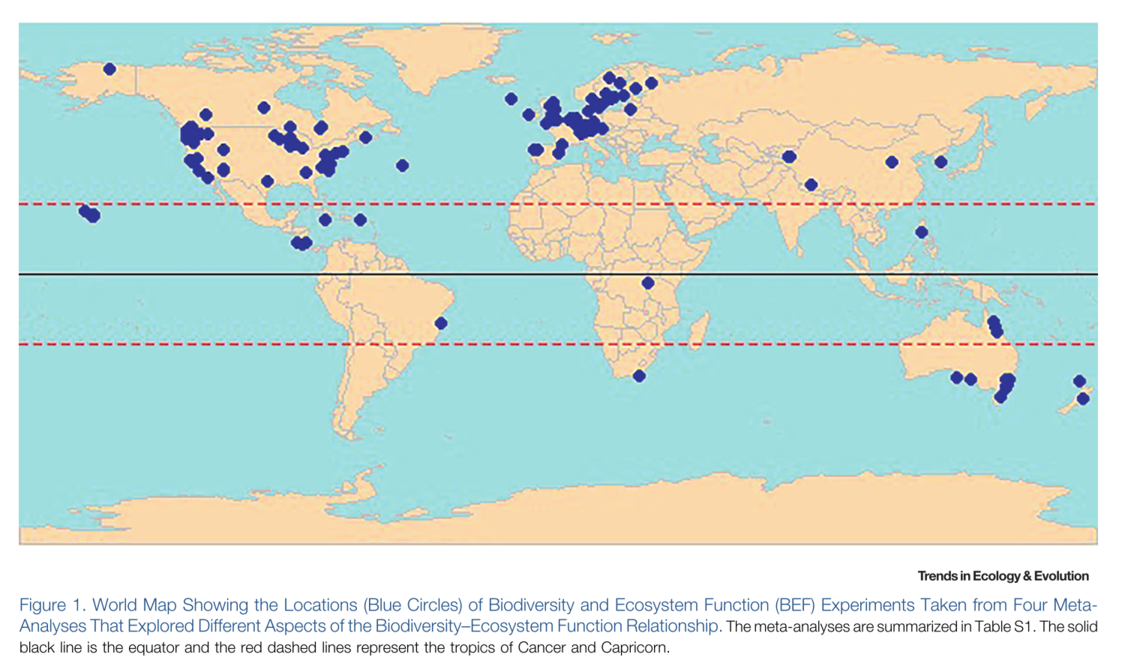 Trends in Ecology & Evolution
Figure 1. World Map Showing the Locations (Blue Circles) of Biodiversity and Ecosystem Function (BEF) Experiments Taken from Four Meta-
Analyses That Explored Different Aspects of the Biodiversity–Ecosystem Function Relationship. The meta-analyses are summarized in Table S1. The solid
black line is the equator and the red dashed lines represent the tropics of Cancer and Capricorn.